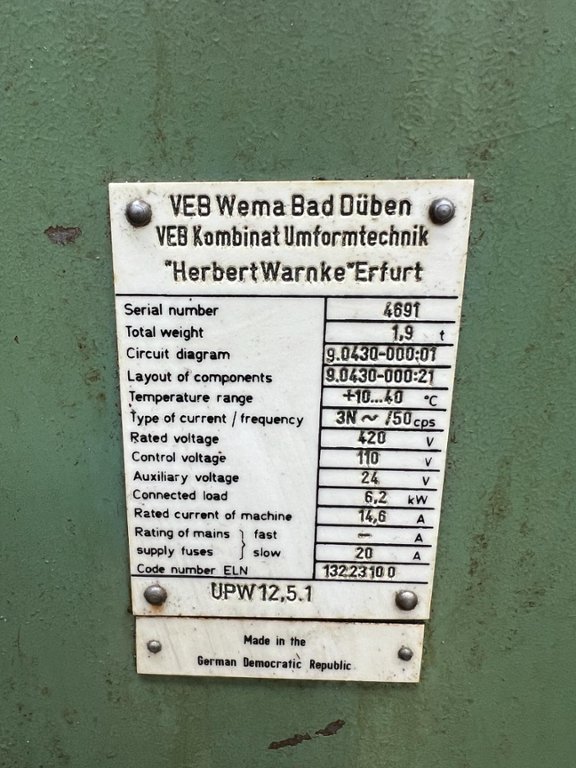 VEB Wema Bad Düben
VEB Kombinat Umformtechnik
"Herbert Warnke" Erfurt
Serial number 4691
Total weight 1,9 t
Circuit diagram 9.0430-000:01
Layout of components 9.0430-000:21
Temperature range +10...40 °C
Type of current / frequency 3N ~ /50 cps
Rated voltage 420 V
Control voltage 110 V
Auxiliary voltage 24 V
Connected load 6,2 kW
Rated current of machine 14,6 A
Rating of mains } fast — A
supply fuses slow 20 A
Code number ELN 13223100
UPW 12,5.1
Made in the
German Democratic Republic